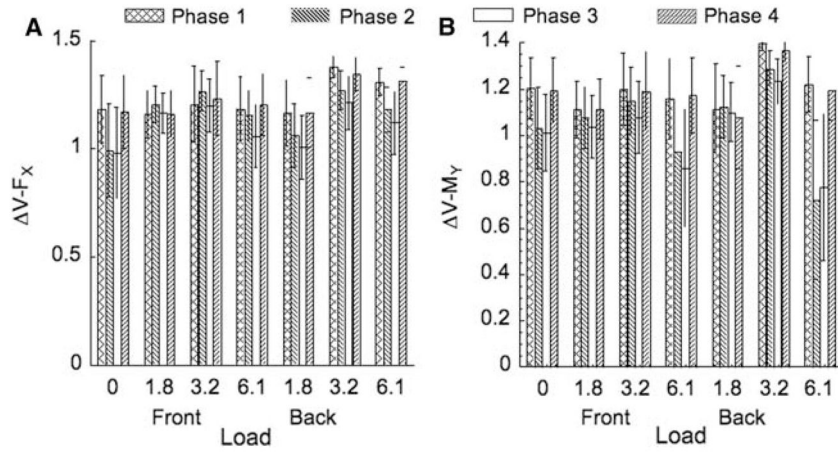 A
Phase 1 Phase 2
1.5
1
0.5
0
ΔV-F_X
0 1.8 3.2 6.1 1.8 3.2 6.1
Front Back
Load
B
Phase 3 Phase 4
1.4
1.2
1
0.8
0.6
0.4
0.2
0
ΔV-M_Y
0 1.8 3.2 6.1 1.8 3.2 6.1
Front Back
Load